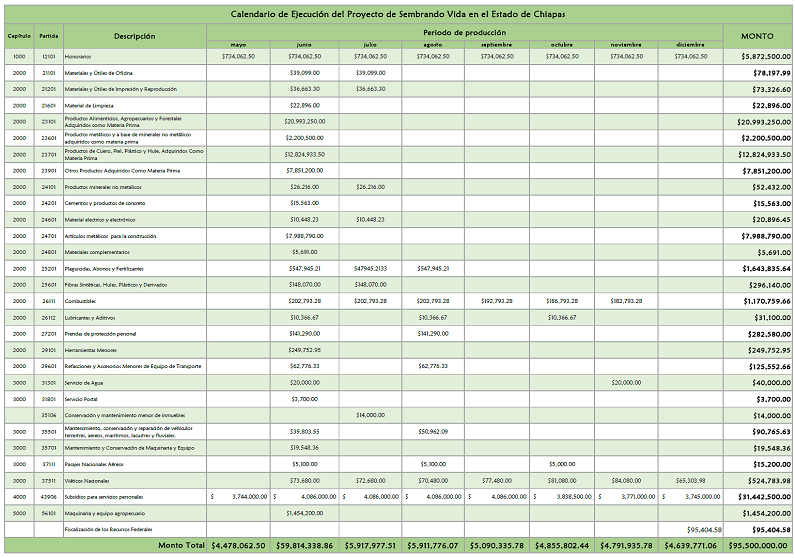 Calendario de Ejecución del Proyecto de Sembrando Vida en el Estado de Chiapas
Capítulo Partida Descripción Periodo de producción MONTO
mayo junio julio agosto septiembre octubre noviembre diciembre
1000 12101 Honorarios $734,062.50 $734,062.50 $734,062.50 $734,062.50 $734,062.50 $734,062.50 $734,062.50 $734,062.50 $5,872,500.00
2000 21101 Materiales y Útiles de Oficina $39,099.00 $39,099.00 $78,197.99
2000 21201 Materiales y Útiles de Impresión y Reproducción $36,663.30 $36,663.30 $73,326.60
2000 21601 Material de Limpieza $22,896.00 $22,896.00
2000 23101 Productos Alimenticios, Agropecuarios y Forestales Adquiridos como Materia Prima $20,993,250.00 $20,993,250.00
2000 23601 Productos metálicos y a base de minerales no metálicos adquiridos como materia prima $2,200,500.00 $2,200,500.00
2000 23701 Productos de Cuero, Piel, Plástico y Hule, Adquiridos Como Materia Prima $12,824,933.50 $12,824,933.50
2000 23901 Otros Productos Adquiridos Como Materia Prima $7,851,200.00 $7,851,200.00
2000 24101 Productos minerales no metalicos $26,216.00 $26,216.00 $52,432.00
2000 24201 Cementos y productos de concreto $15,563.00 $15,563.00
2000 24601 Material electrico y electrónico $10,448.23 $10,448.23 $20,896.45
2000 24701 Artículos metálicos para la construcción $7,988,790.00 $7,988,790.00
2000 24801 Materiales complementarios $5,691.00 $5,691.00
2000 25201 Plaguicidas, Abonos y Fertilizantes $547,945.21 547945.2133 $547,945.21 $1,643,835.64
2000 25601 Fibras Sintéticas, Hules, Plásticos y Derivados $148,070.00 $148,070.00 $296,140.00
2000 26111 Combustibles $202,793.28 $202,793.28 $202,793.28 $192,793.28 $186,793.28 $182,793.28 $1,170,759.66
2000 26112 Lubricantes y Aditivos $10,366.67 $10,366.67 $10,366.67 $31,100.00
2000 27201 Prendas de protección personal $141,290.00 $141,290.00 $282,580.00
2000 29101 Herramientas Menores $249,752.95 $249,752.95
2000 29601 Refacciones y Accesorios Menores de Equipo de Transporte $62,776.33 $62,776.33 $125,552.66
3000 31301 Servicio de Agua $20,000.00 $20,000.00 $40,000.00
3000 31801 Servicio Postal $3,700.00 $3,700.00
35106 Conservación y mantenimiento menor de inmuebles $14,000.00 $14,000.00
3000 35501 Mantenimiento, conservación y reparación de vehículos terrestres, aereos, maritimos, lacustres y fluviales. $39,803.55 $50,962.09 $90,765.63
3000 35701 Mantenimiento y Conservación de Maquinaria y Equipo $19,548.36 $19,548.36
3000 37111 Pasajes Nacionales Aéreos $5,100.00 $5,100.00 $5,000.00 $15,200.00
3000 37511 Viáticos Nacionales $73,680.00 $72,680.00 $70,480.00 $77,480.00 $81,080.00 $84,080.00 $65,303.98 $524,783.98
4000 43906 Subsidios para servicios personales $ 3,744,000.00 $ 4,086,000.00 $ 4,086,000.00 $ 4,086,000.00 $ 4,086,000.00 $ 3,838,500.00 $ 3,771,000.00 $ 3,745,000.00 $31,442,500.00
5000 56101 Maquinaria y equipo agropecuario $1,454,200.00 $1,454,200.00
Fiscalización de los Recursos Federales $95,404.58 $95,404.58
Monto Total $4,478,062.50 $59,814,338.86 $5,917,977.51 $5,911,776.07 $5,090,335.78 $4,855,802.44 $4,791,935.78 $4,639,771.06 $95,500,000.00